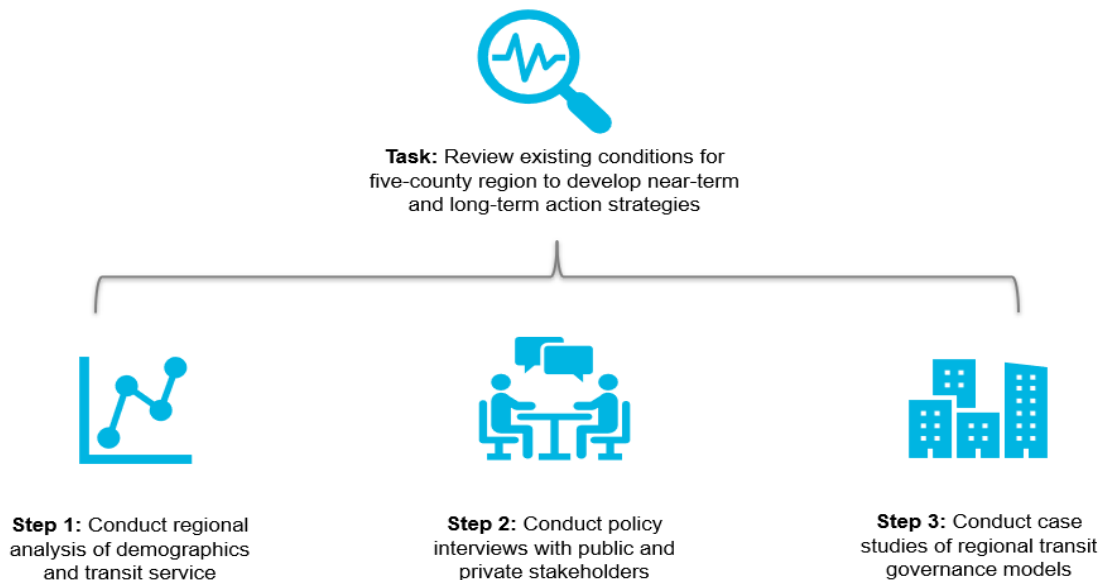 Task: Review existing conditions for
five-county region to develop near-term
and long-term action strategies
Step 1: Conduct regional
analysis of demographics
and transit service
Step 2: Conduct policy
interviews with public and
private stakeholders
Step 3: Conduct case
studies of regional transit
governance models